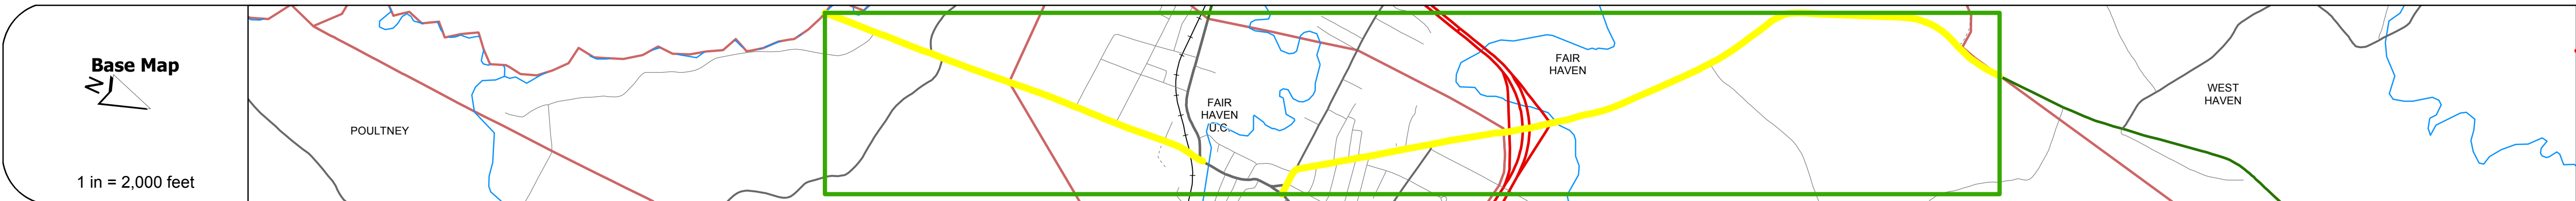 Base Map
N
1 in = 2,000 feet
POULTNEY
FAIR
HAVEN
U.C.
FAIR
HAVEN
WEST
HAVEN